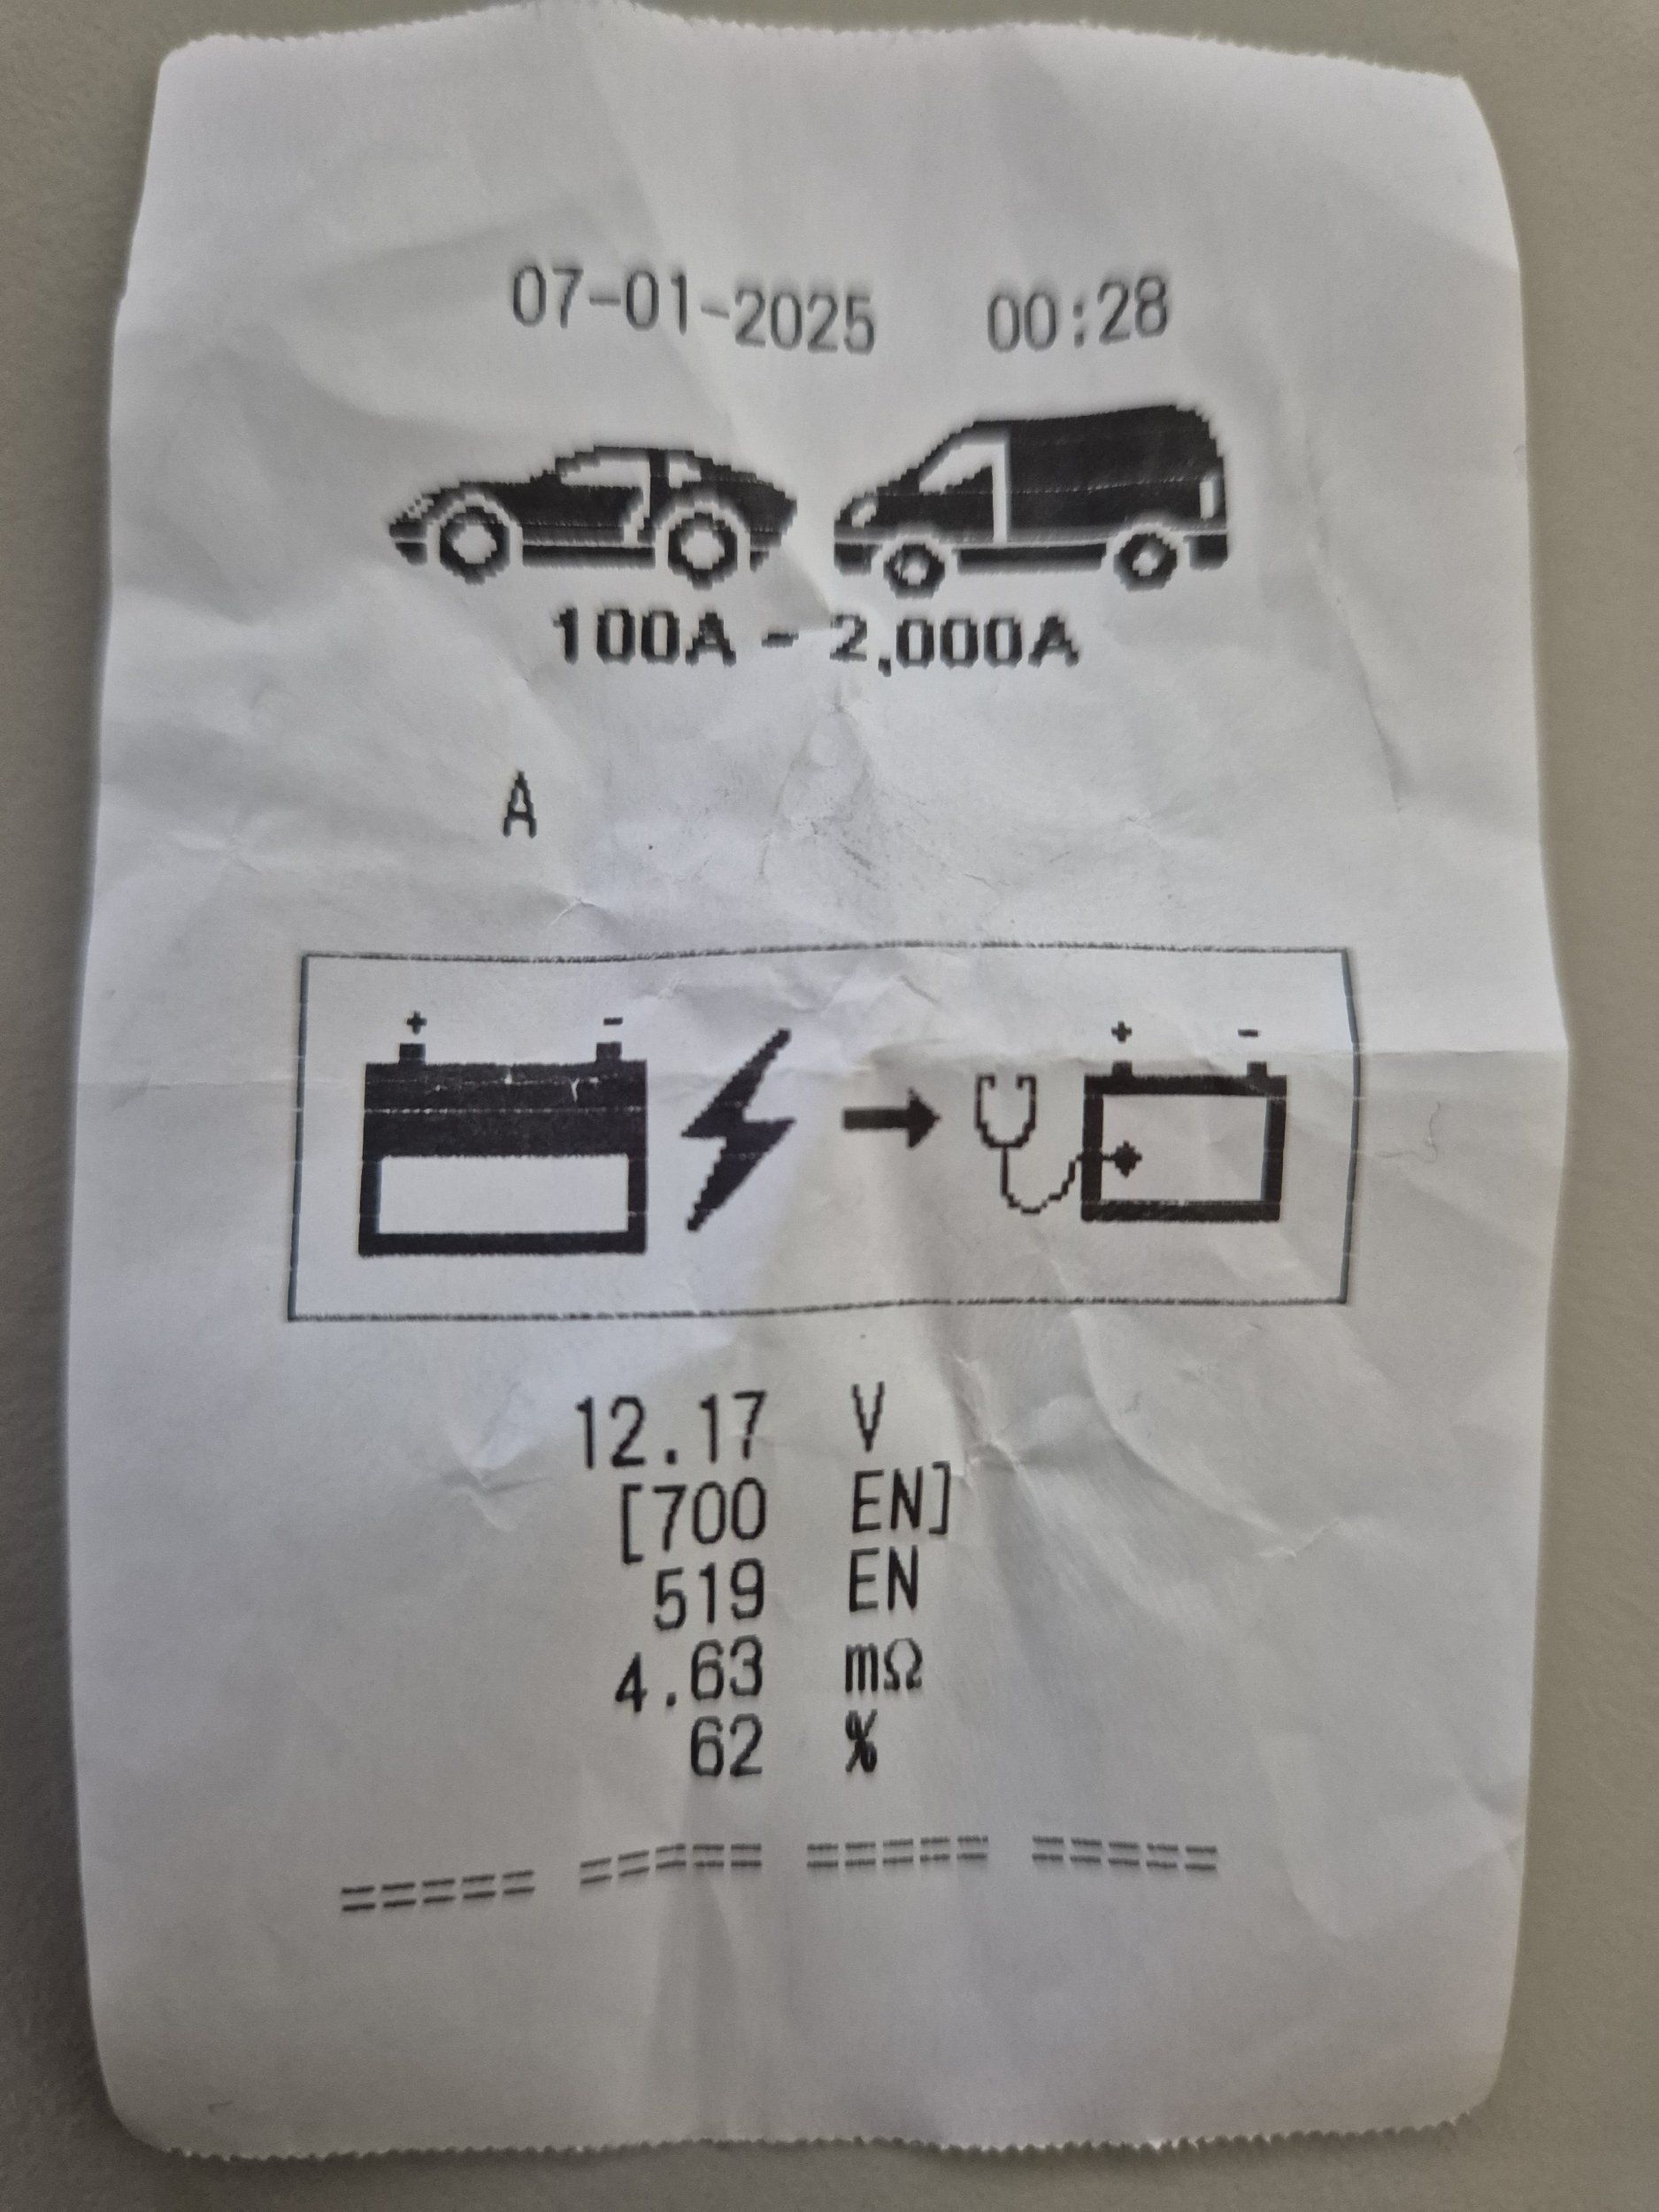 07-01-2025 00:28
100A - 2,000A
A
+ - + -
12.17 V
[700 EN]
519 EN
4.63 mΩ
62 %
===== ===== ===== =====